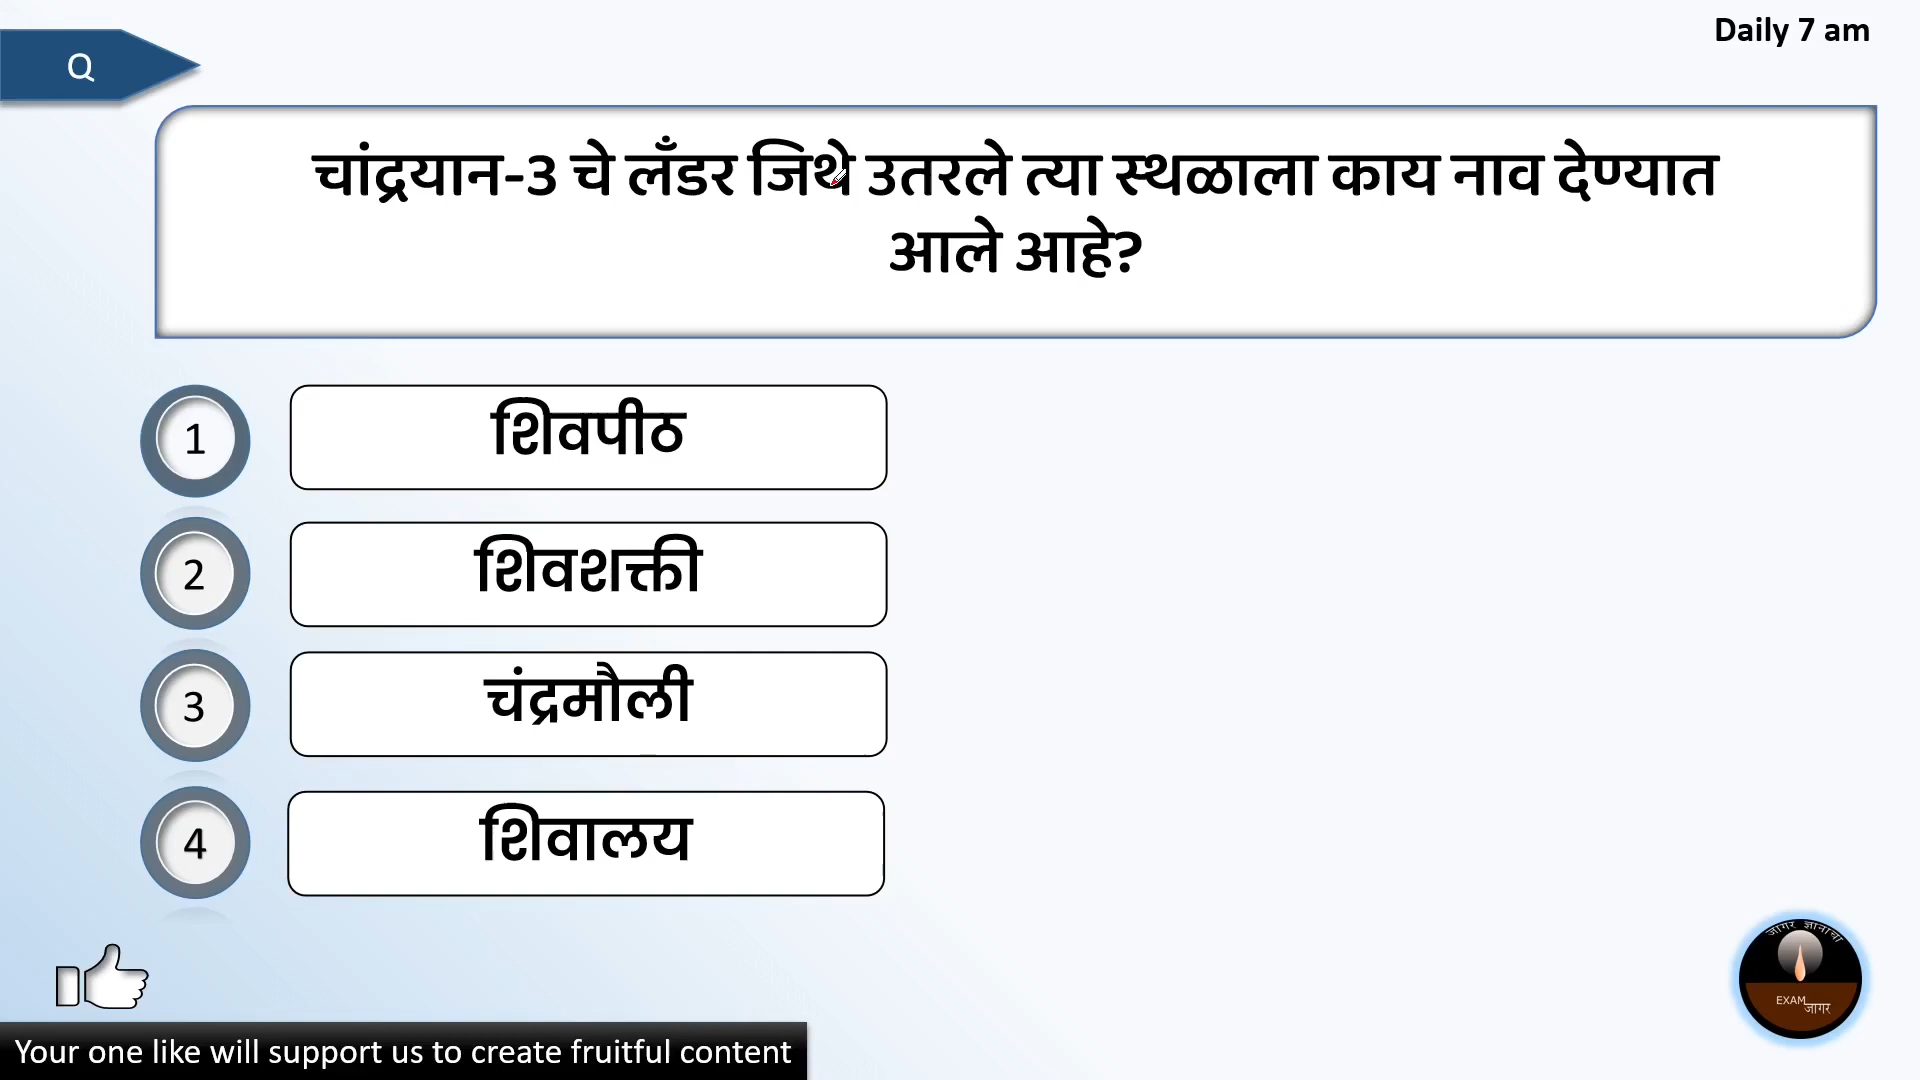 Daily 7 am
Q
चांद्रयान-3 चे लँडर जिथे उतरले त्या स्थळाला काय नाव देण्यात
आले आहे?
1
शिवपीठ
2
शिवशक्ती
3
चंद्रमौली
4
शिवालय
जागर ज्ञानाचा
EXAM
जागर
Your one like will support us to create fruitful content